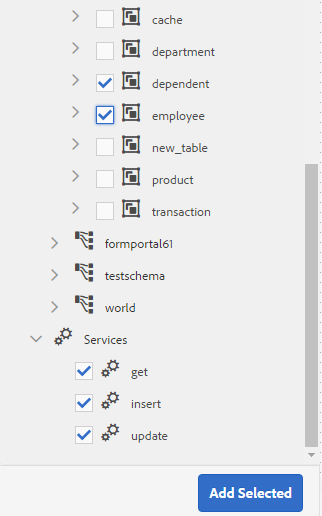 cache
department
dependent
employee
new_table
product
transaction
formportal61
testschema
world
Services
get
insert
update
Add Selected